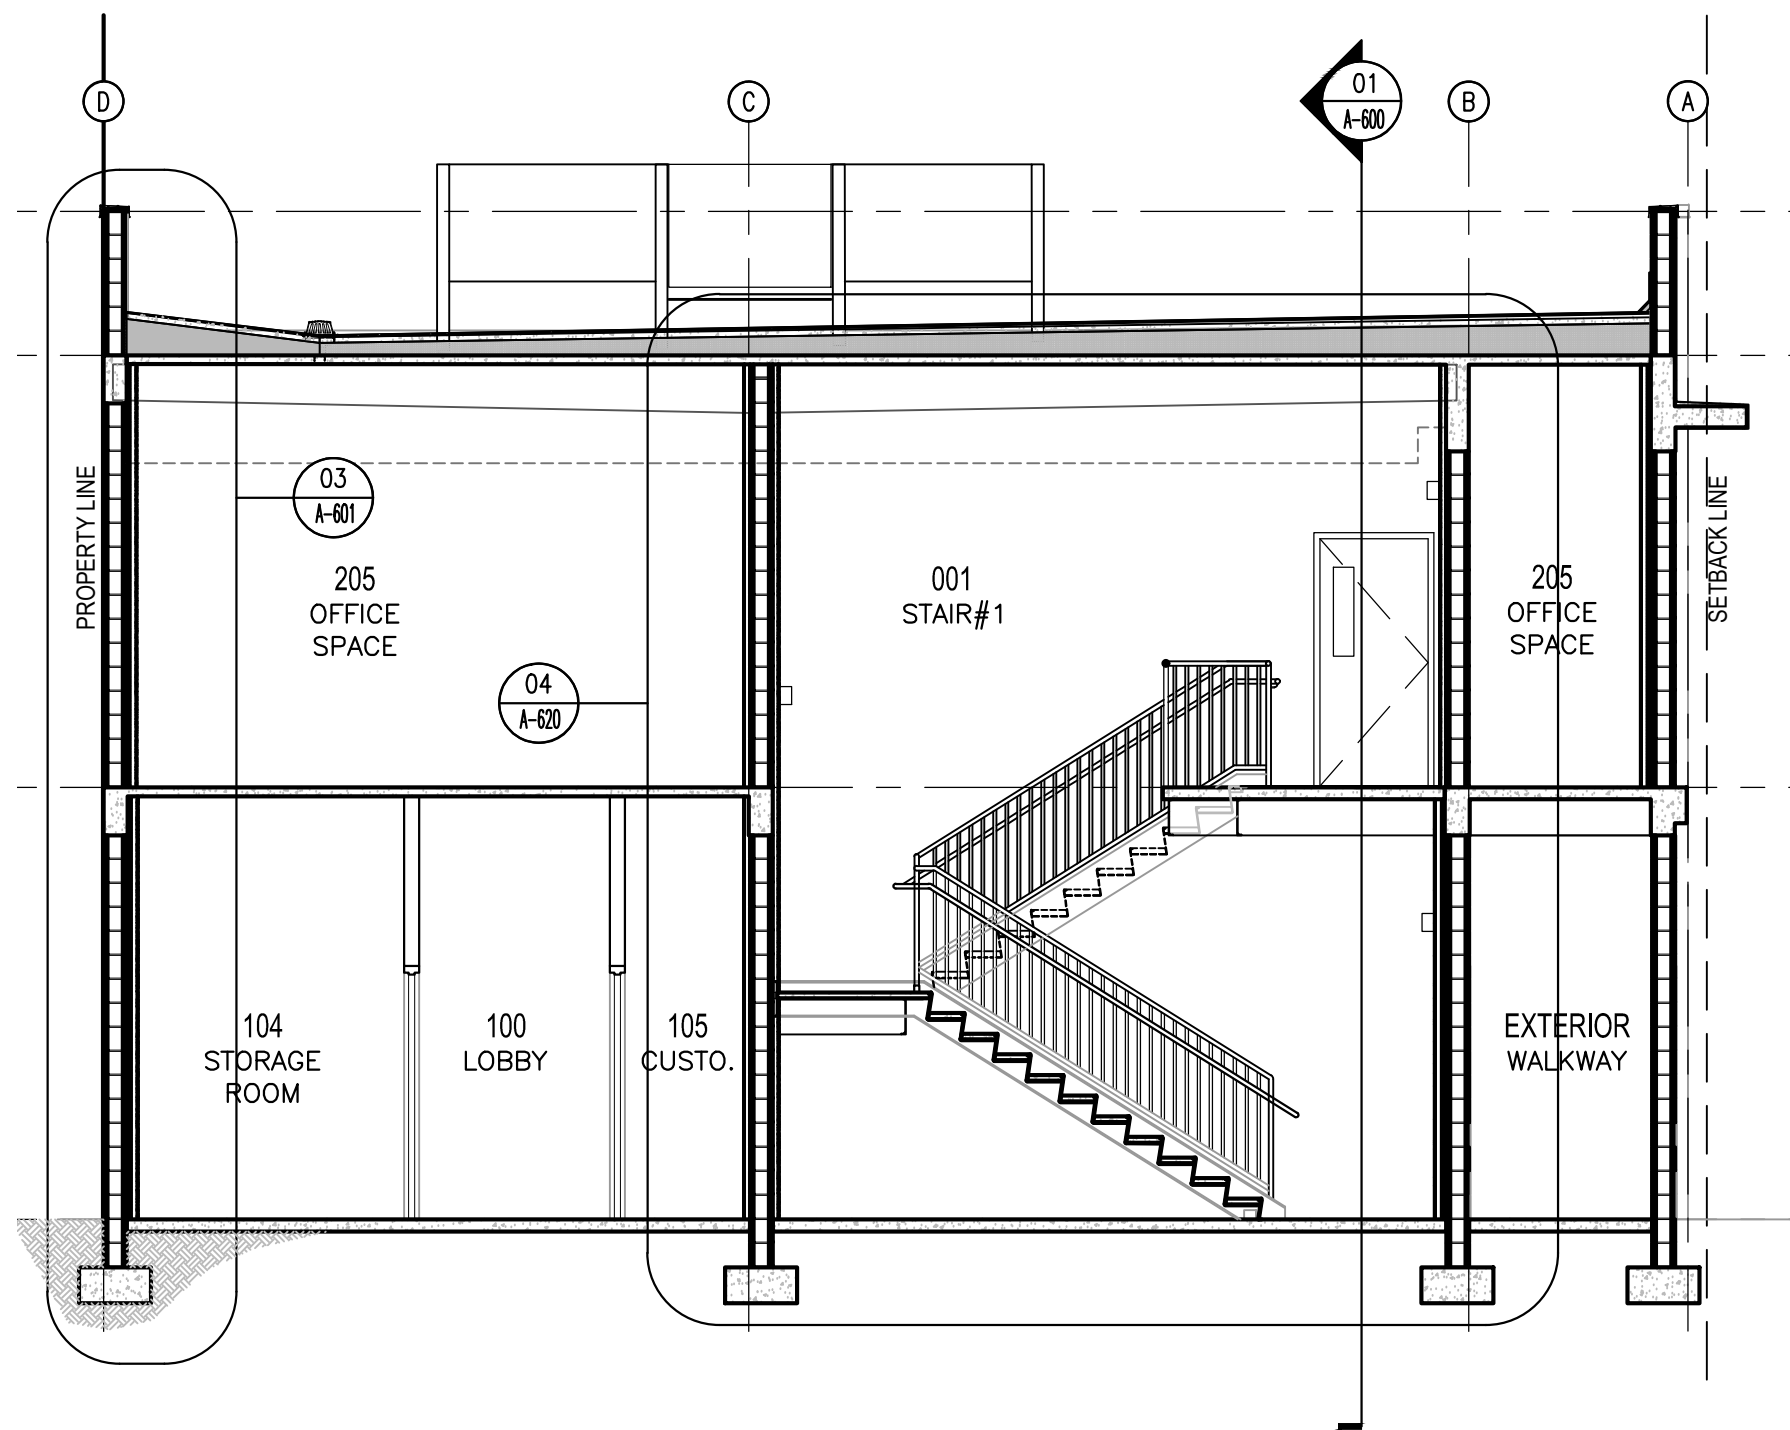 D
C
01
A-600
B
A
PROPERTY LINE
03
A-601
205
OFFICE
SPACE
04
A-620
001
STAIR#1
205
OFFICE
SPACE
SETBACK LINE
104
STORAGE
ROOM
100
LOBBY
105
CUSTO.
EXTERIOR
WALKWAY